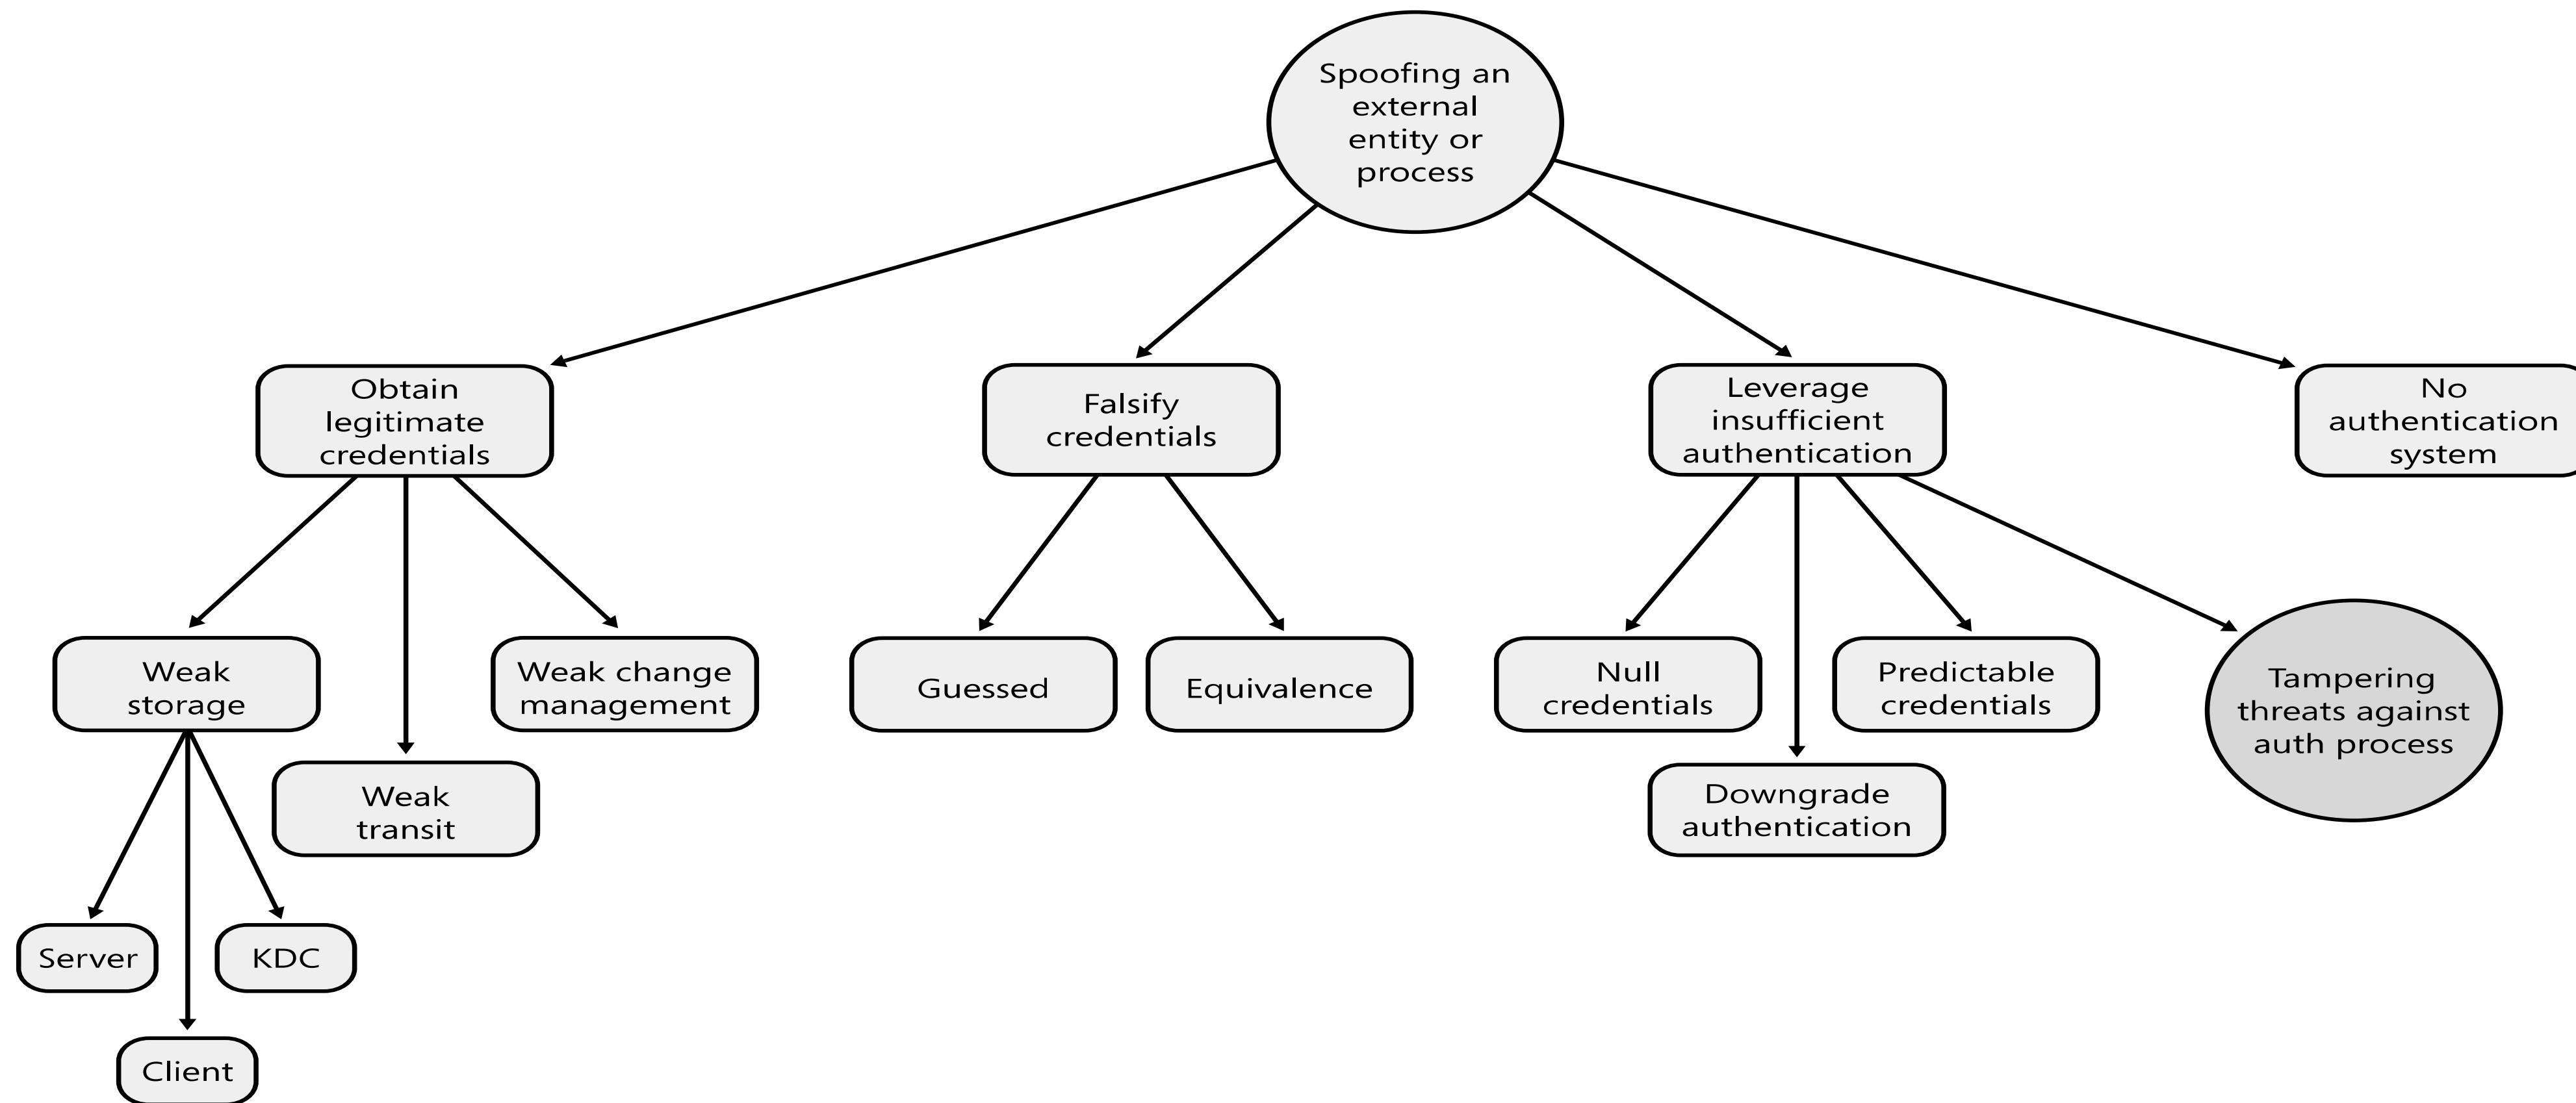 Spoofing an
external
entity or
process
Obtain
legitimate
credentials
Falsify
credentials
Leverage
insufficient
authentication
No
authentication
system
Weak
storage
Weak change
management
Guessed
Equivalence
Null
credentials
Predictable
credentials
Tampering
threats against
auth process
Weak
transit
Downgrade
authentication
Server
KDC
Client